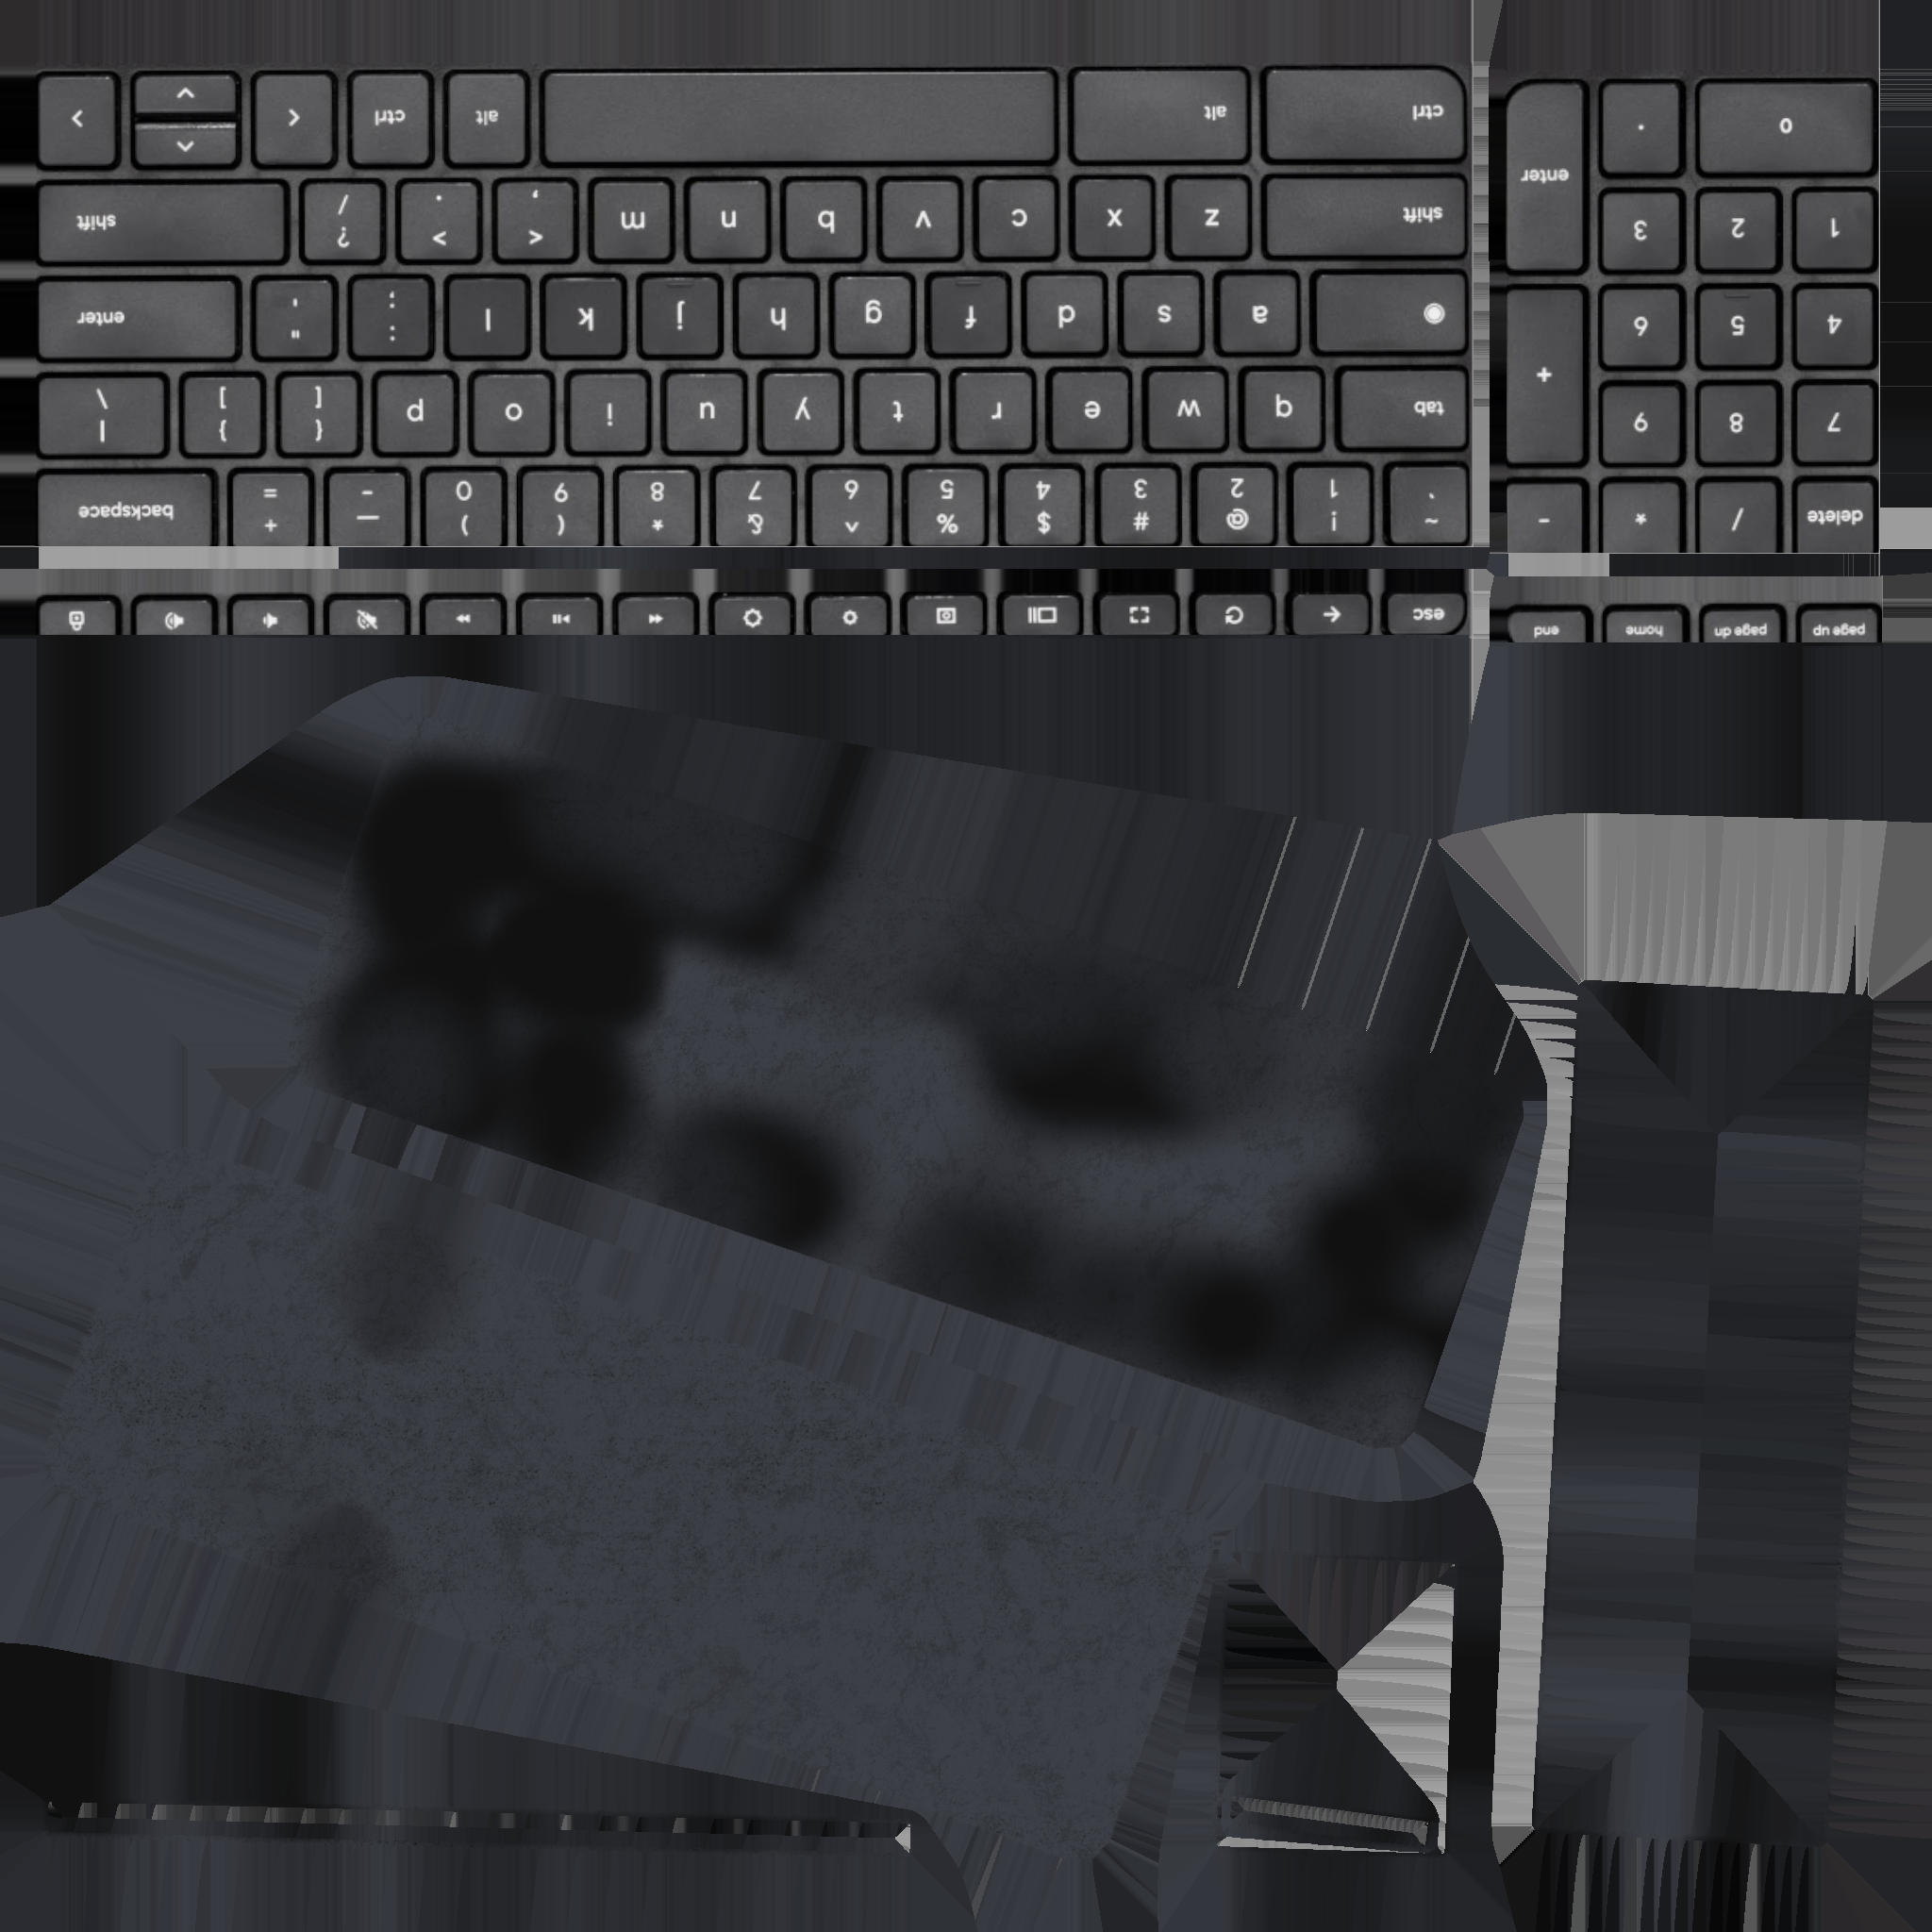 esc
~ ! @ # $ % ^ & * ( ) _ +
` 1 2 3 4 5 6 7 8 9 0 - = backspace
tab q w e r t y u i o p { } |
[ ] \
a s d f g h j k l : " enter
; '
shift z x c v b n m < > ? shift
, . /
ctrl alt alt ctrl < ^ >
page up page dn home end
delete / * -
7 8 9 +
4 5 6
1 2 3 enter
0 .